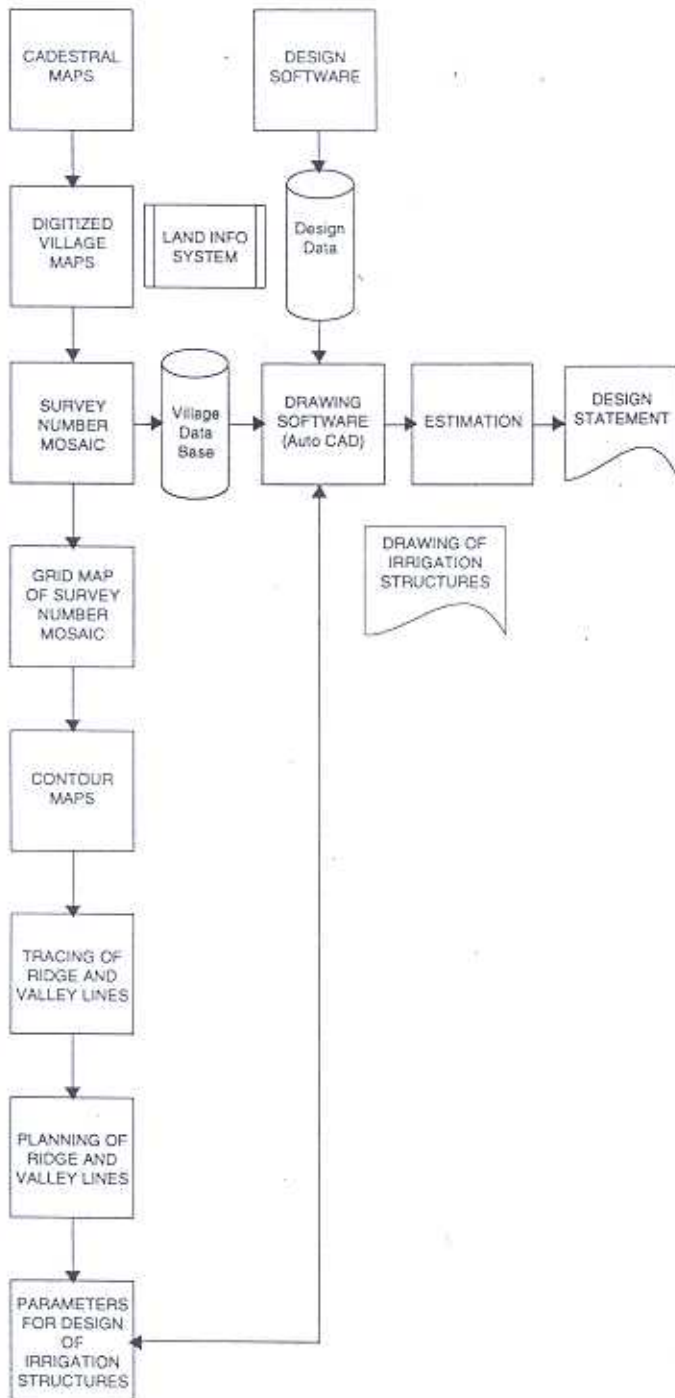 CADESTRAL
MAPS
DESIGN
SOFTWARE
DIGITIZED
VILLAGE
MAPS
LAND INFO
SYSTEM
Design
Data
SURVEY
NUMBER
MOSAIC
Village
Data
Base
DRAWING
SOFTWARE
(Auto CAD)
ESTIMATION
DESIGN
STATEMENT
DRAWING OF
IRRIGATION
STRUCTURES
GRID MAP
OF SURVEY
NUMBER
MOSAIC
CONTOUR
MAPS
TRACING OF
RIDGE AND
VALLEY LINES
PLANNING OF
RIDGE AND
VALLEY LINES
PARAMETERS
FOR DESIGN
OF
IRRIGATION
STRUCTURES